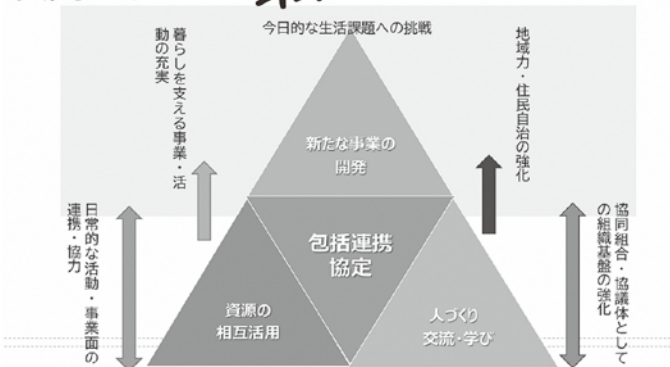 今日的な生活課題への挑戦
暮らしを支える事業・活
動の充実
地域力・住民自治の強化
新たな事業の
開発
包括連携
協定
資源の
相互活用
人づくり
交流・学び
日常的な活動・事業面の
連携・協力
協同組合・協議体として
の組織基盤の強化